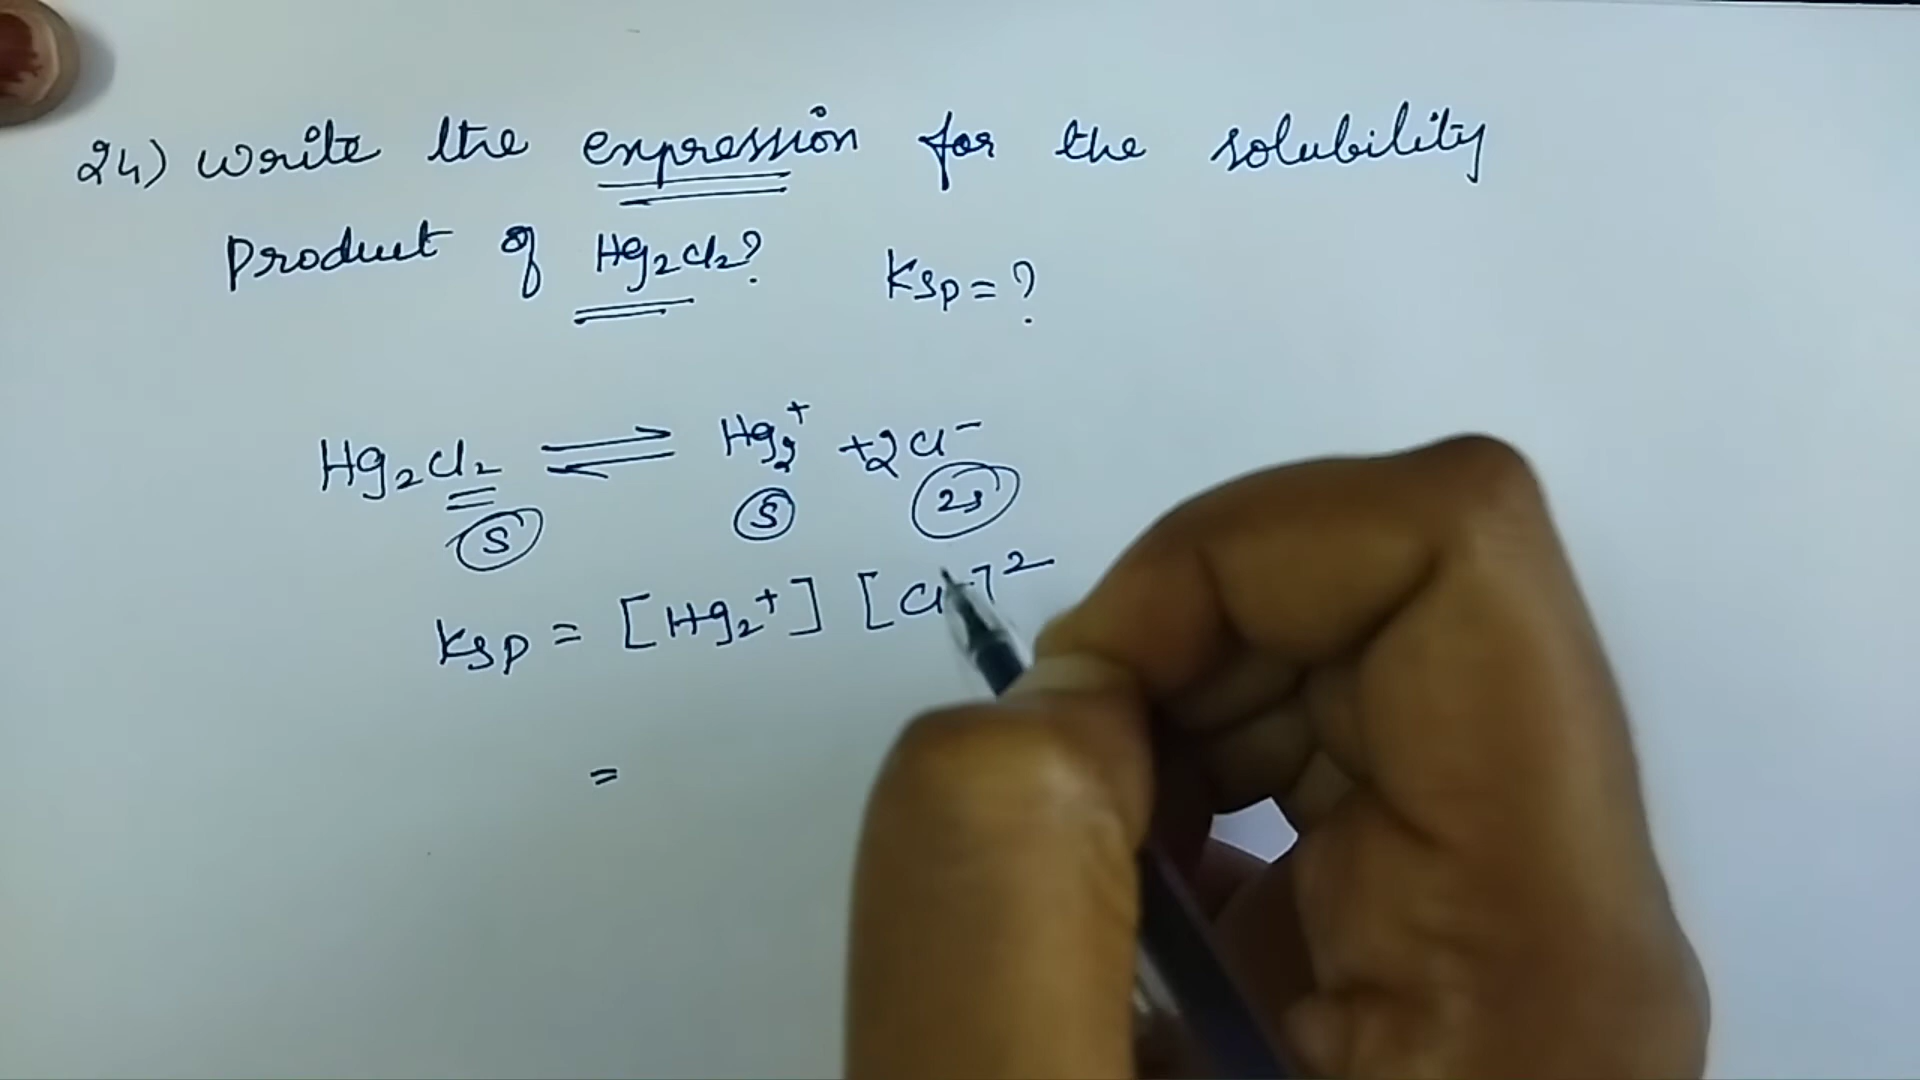 24) Write the expression for the solubility
Product of Hg₂Cl₂? Ksp = ?
Hg₂Cl₂ ⇌ Hg₂⁺ + 2Cl⁻
S S 2s
Ksp = [Hg₂⁺] [Cl⁻]²
=